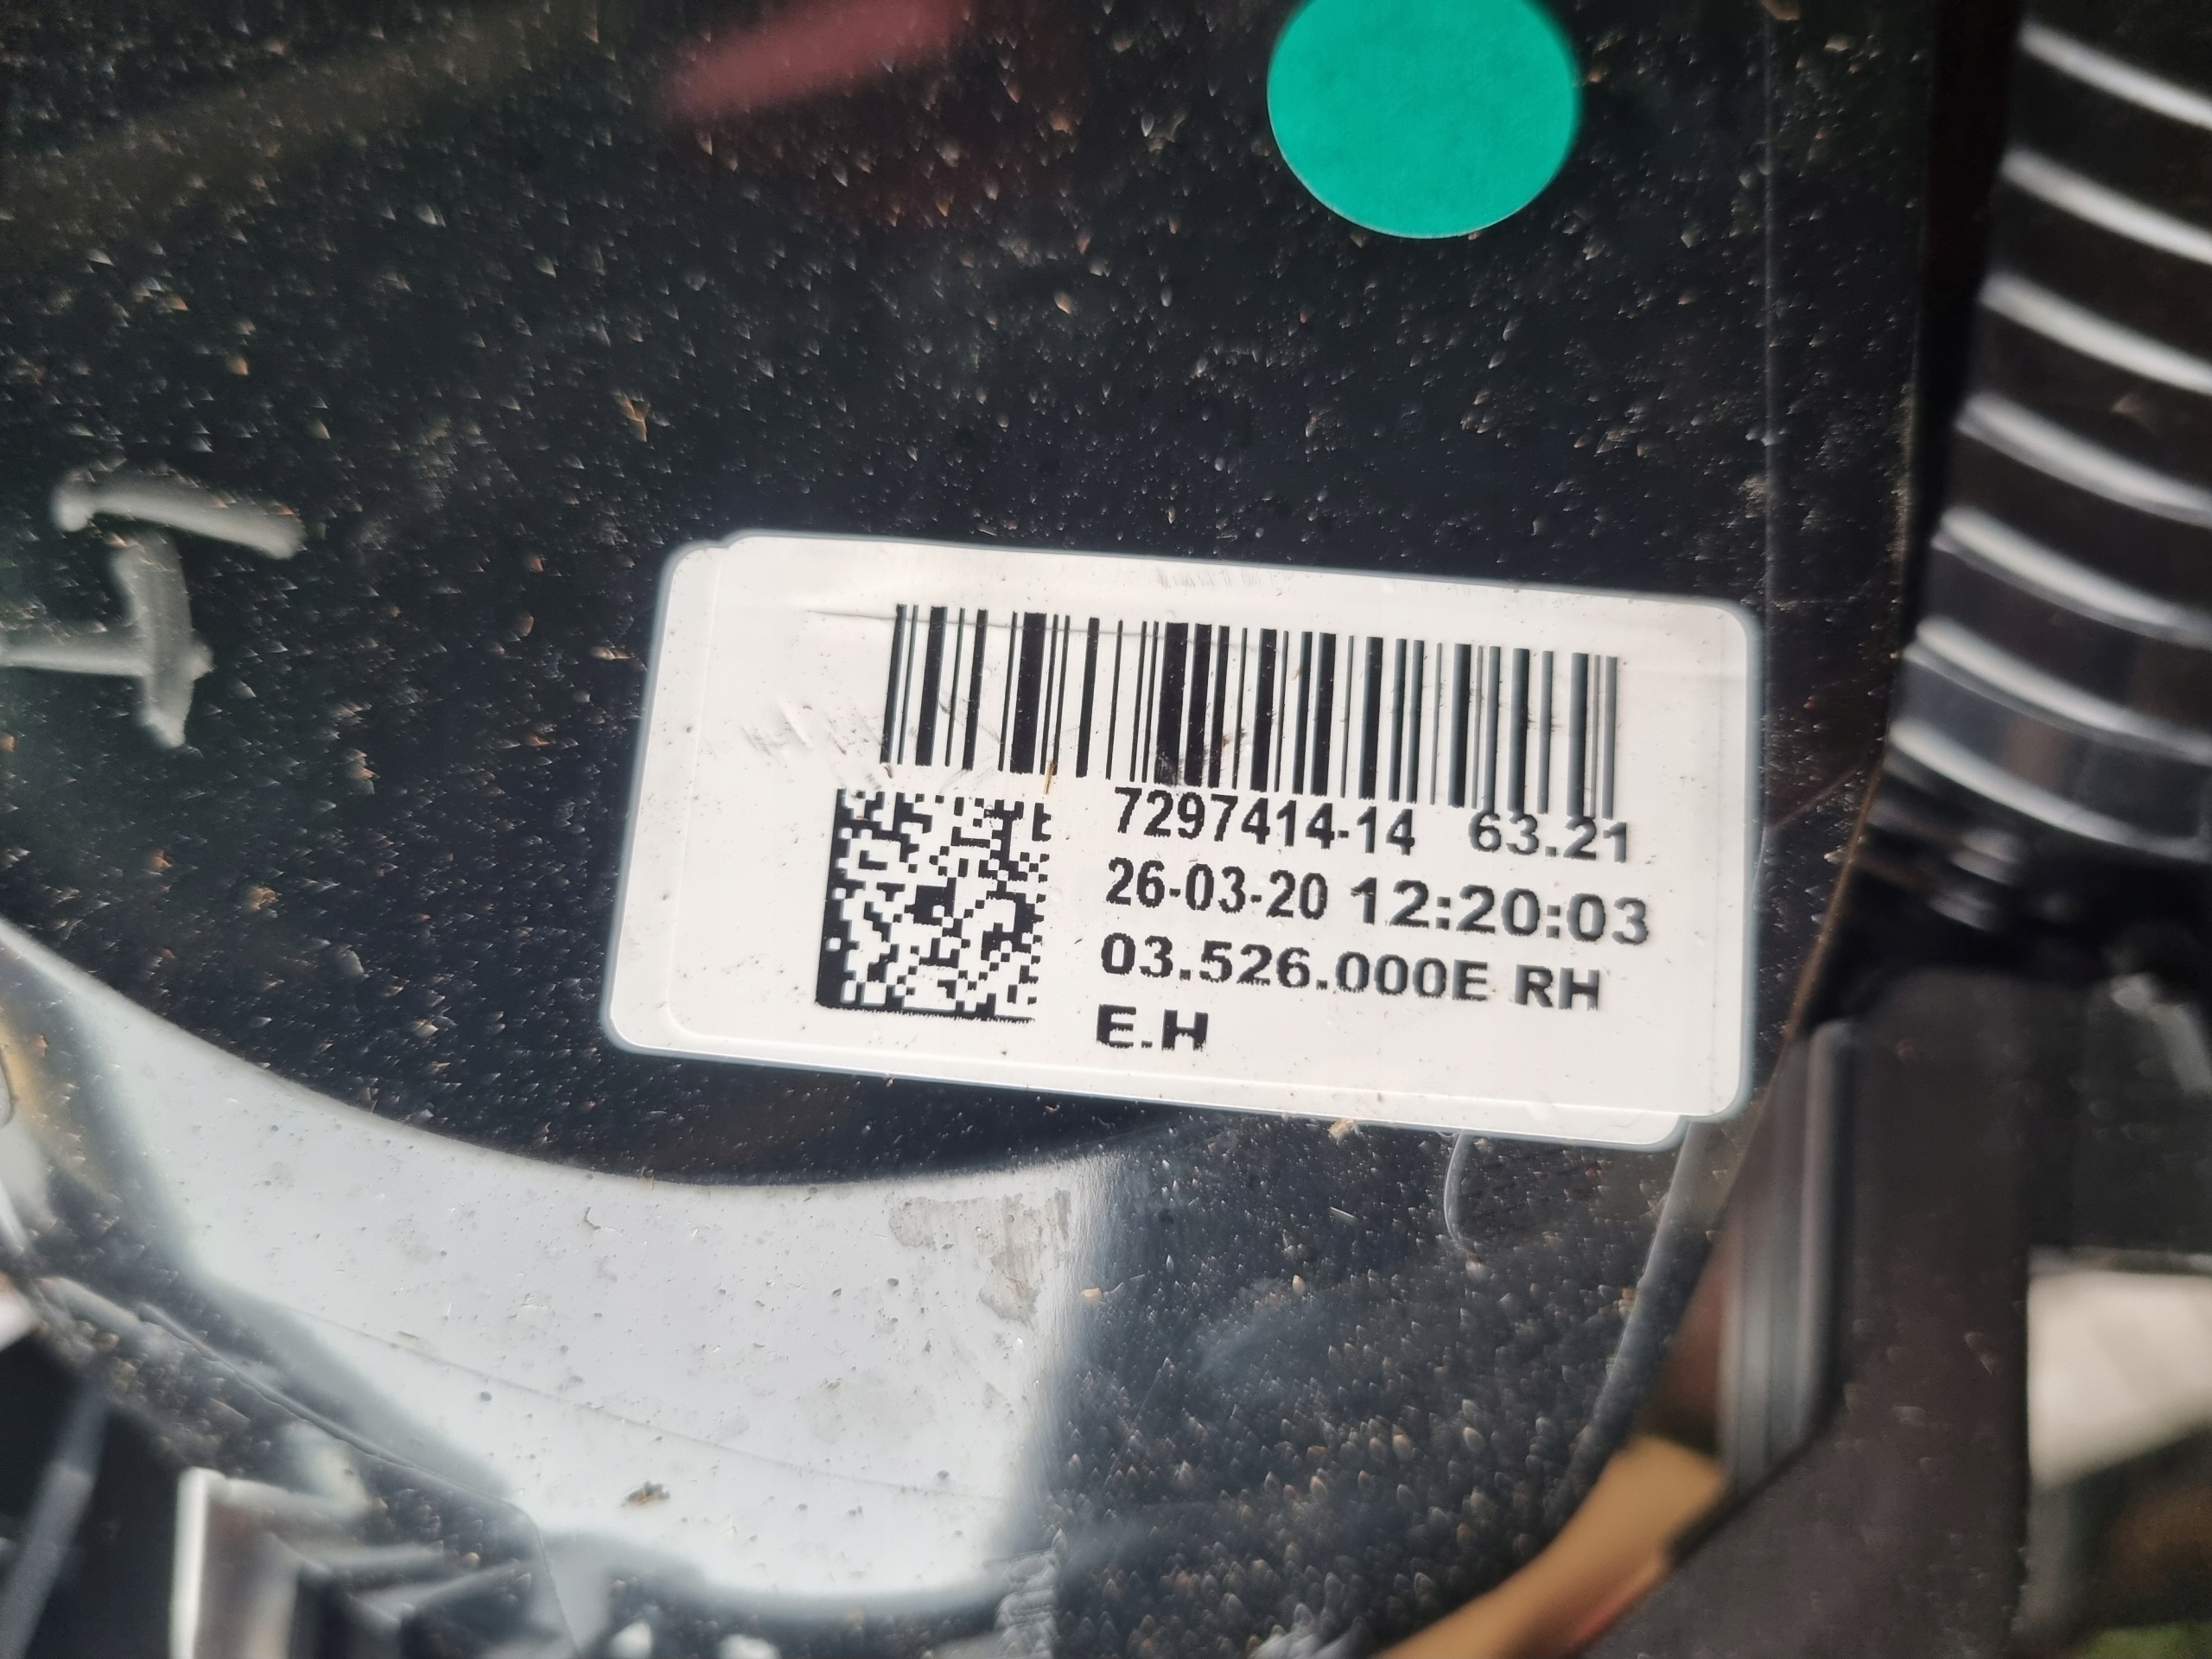 7297414-14 63.21
26-03-20 12:20:03
03.526.000E RH
E.H